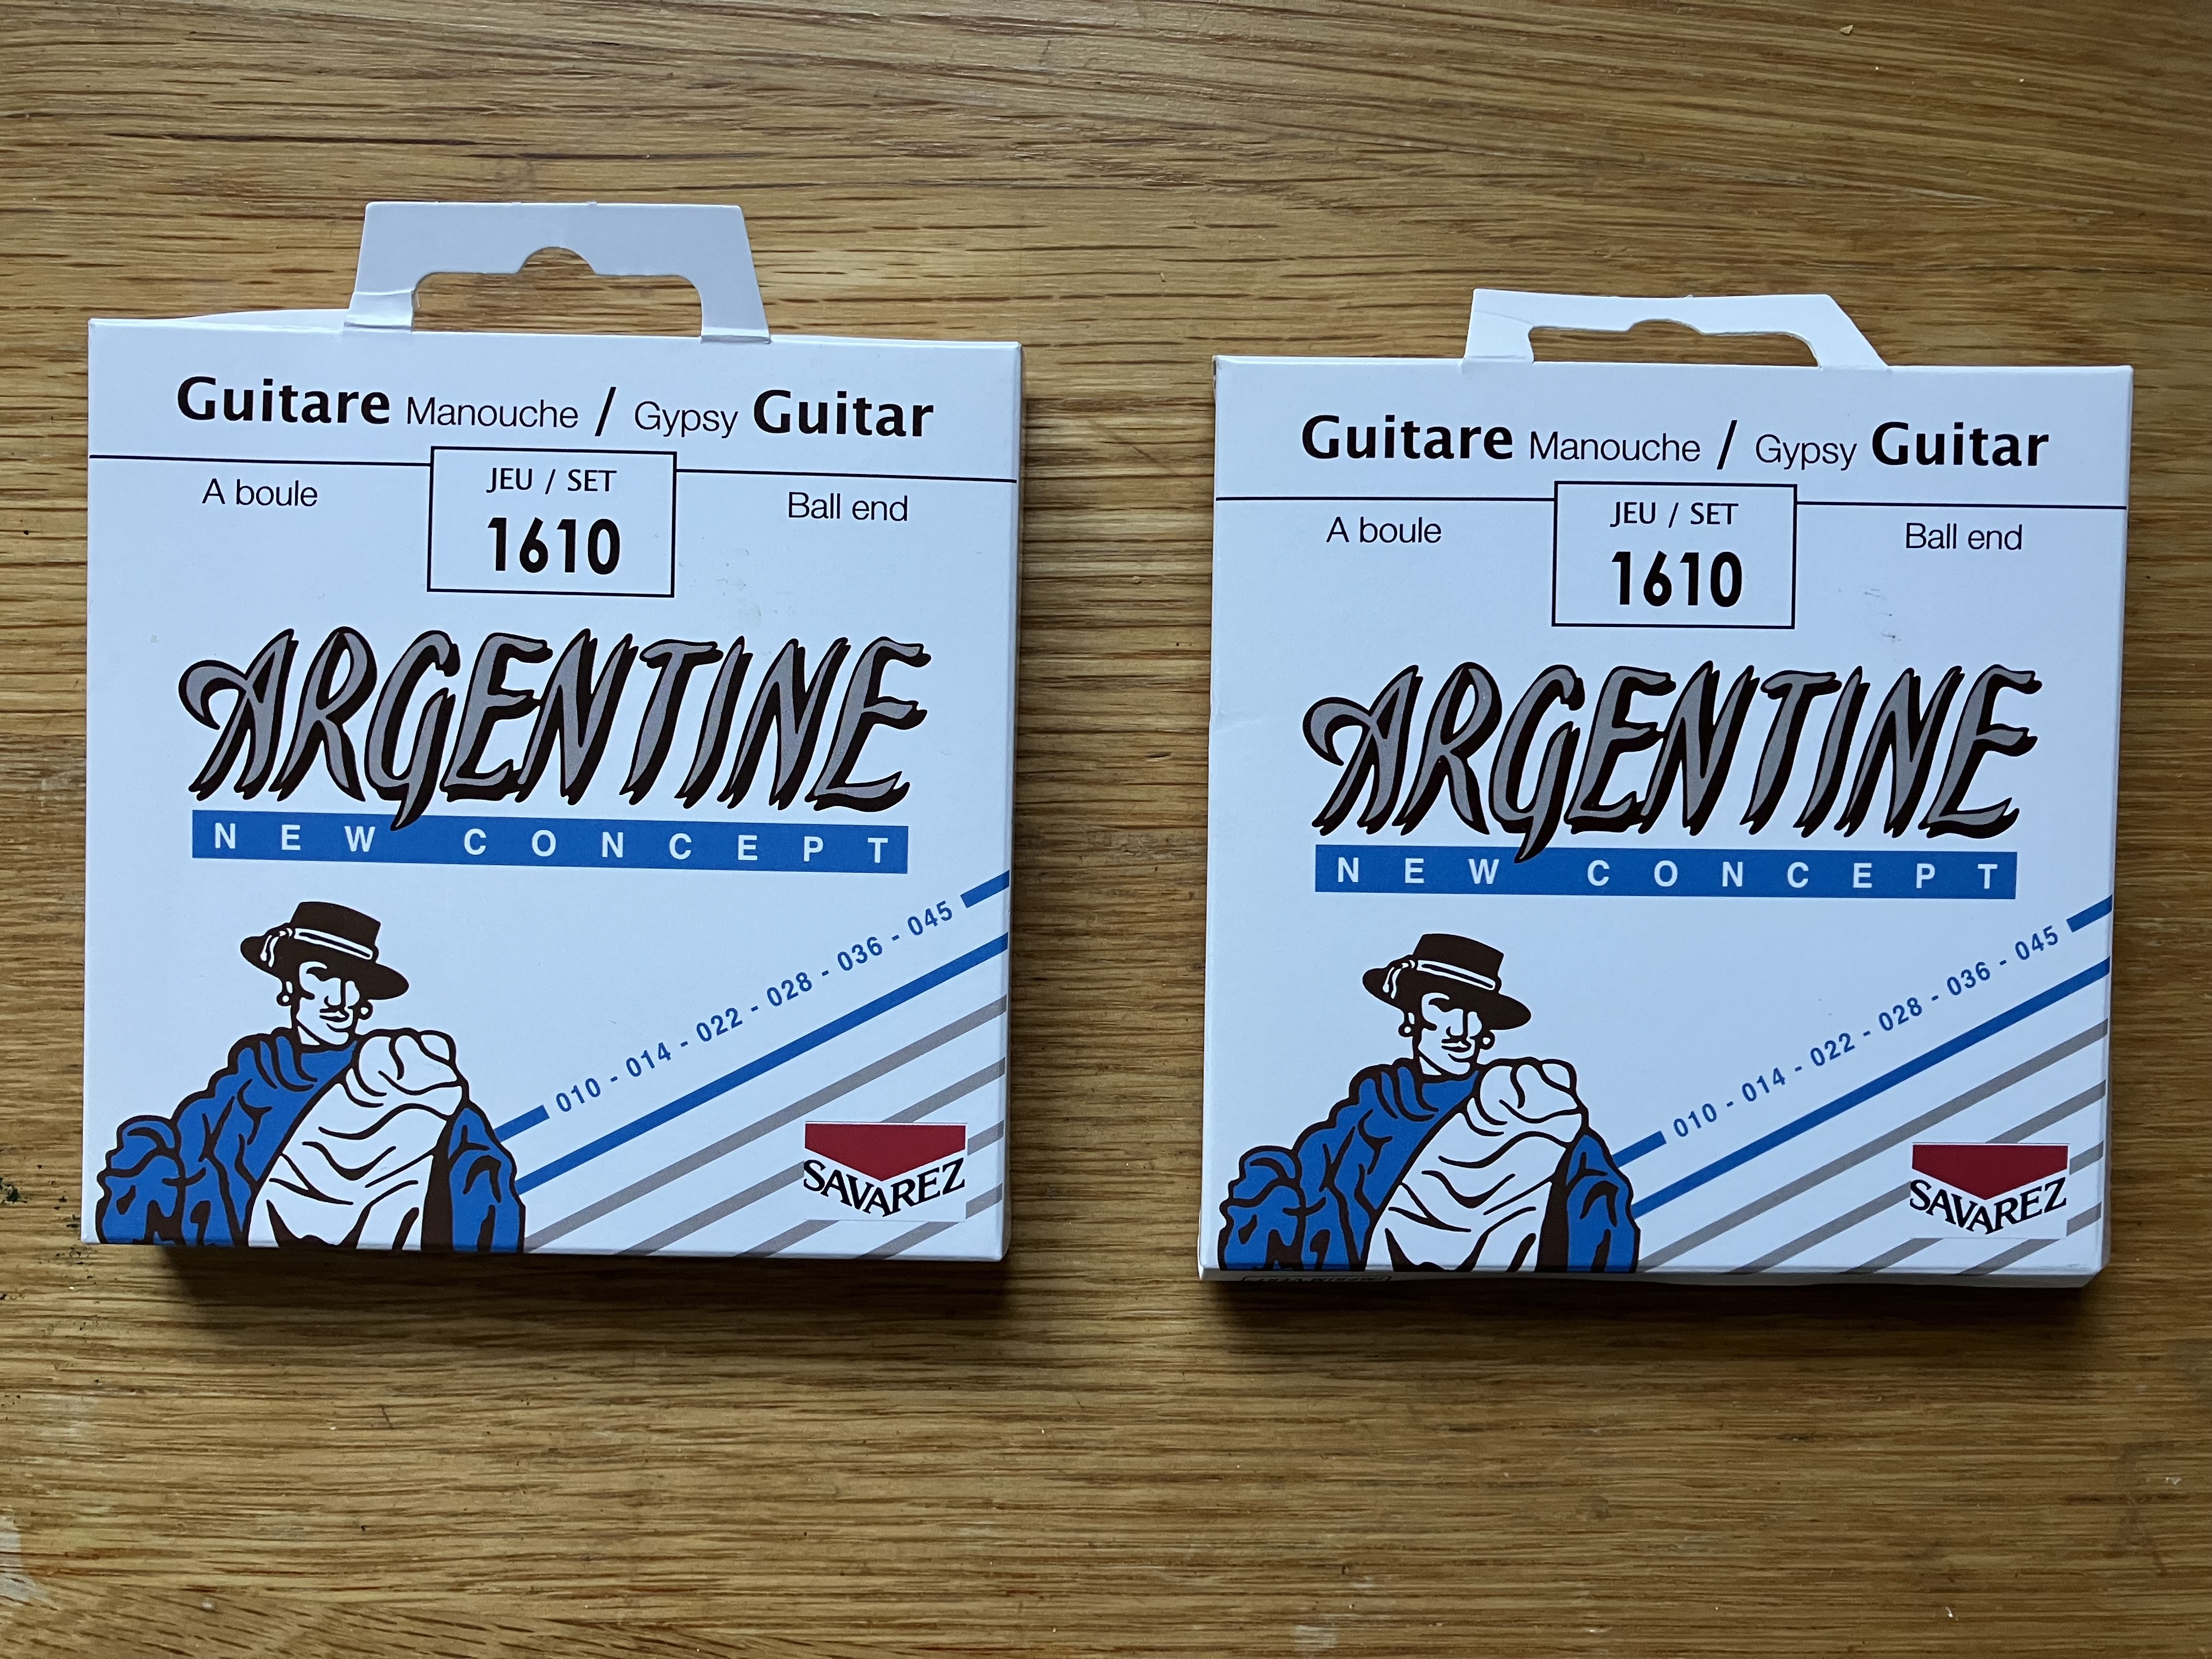 Guitare Manouche / Gypsy Guitar
A boule
JEU / SET
1610
Ball end
ARGENTINE
NEW CONCEPT
010 - 014 - 022 - 028 - 036 - 045
SAVAREZ
Guitare Manouche / Gypsy Guitar
A boule
JEU / SET
1610
Ball end
ARGENTINE
NEW CONCEPT
010 - 014 - 022 - 028 - 036 - 045
SAVAREZ